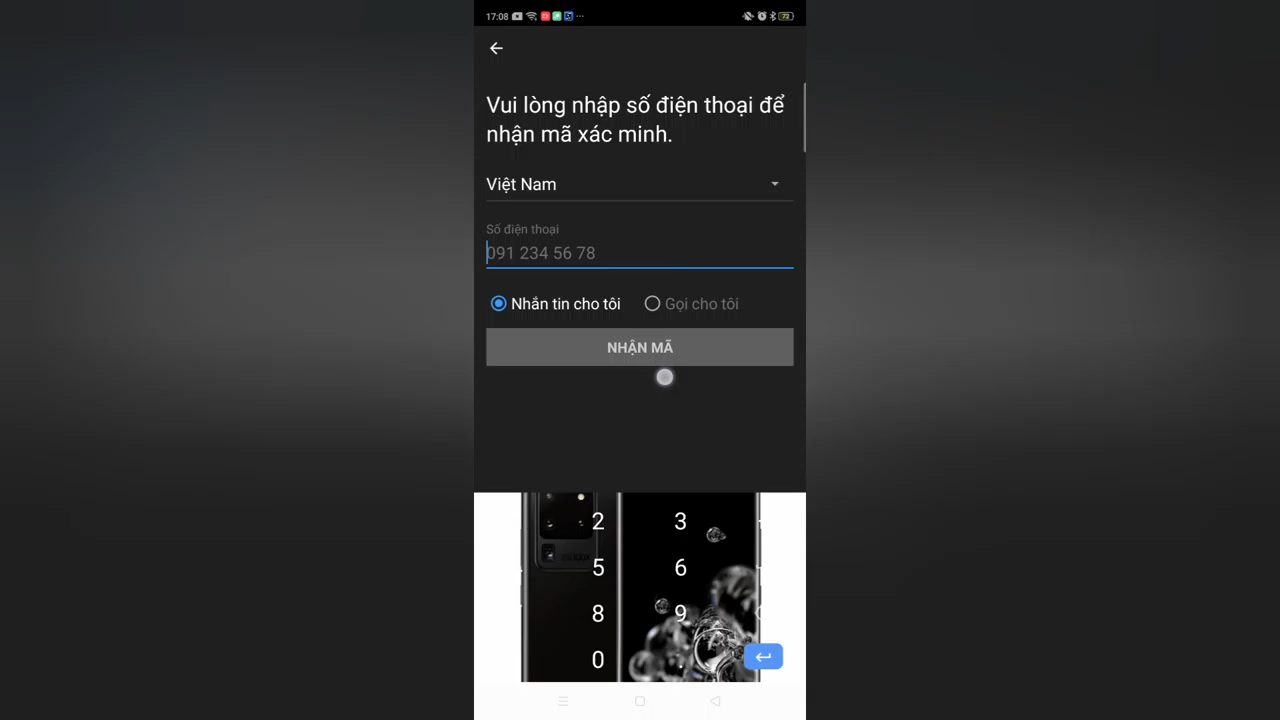 17:08
72
Vui lòng nhập số điện thoại để
nhận mã xác minh.
Việt Nam
Số điện thoại
091 234 56 78
Nhắn tin cho tôi
Gọi cho tôi
NHẬN MÃ
2 3
5 6
8 9
0 .